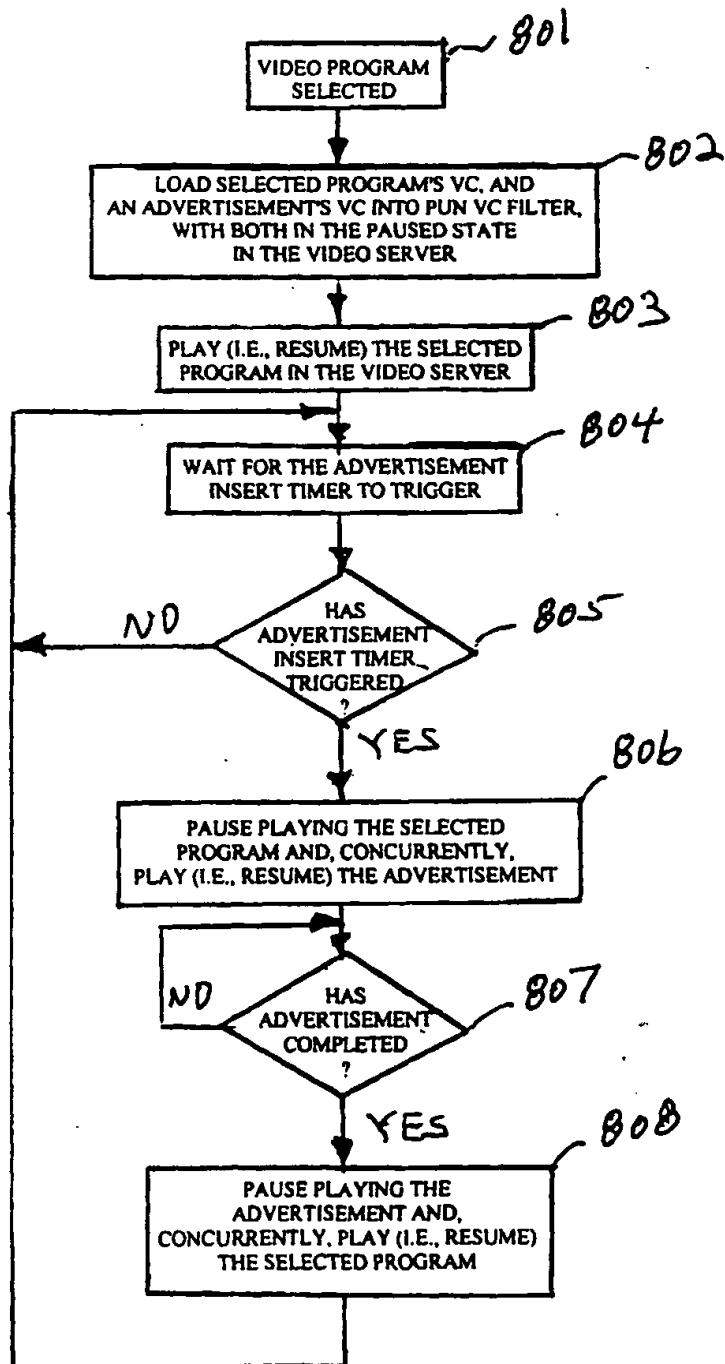 801
VIDEO PROGRAM
SELECTED
802
LOAD SELECTED PROGRAM'S VC, AND
AN ADVERTISEMENT'S VC INTO PUN VC FILTER,
WITH BOTH IN THE PAUSED STATE
IN THE VIDEO SERVER
803
PLAY (I.E., RESUME) THE SELECTED
PROGRAM IN THE VIDEO SERVER
804
WAIT FOR THE ADVERTISEMENT
INSERT TIMER TO TRIGGER
805
HAS
ADVERTISEMENT
INSERT TIMER
TRIGGERED
?
NO
YES
806
PAUSE PLAYING THE SELECTED
PROGRAM AND, CONCURRENTLY,
PLAY (I.E., RESUME) THE ADVERTISEMENT
807
HAS
ADVERTISEMENT
COMPLETED
?
NO
YES
808
PAUSE PLAYING THE
ADVERTISEMENT AND,
CONCURRENTLY, PLAY (I.E., RESUME)
THE SELECTED PROGRAM